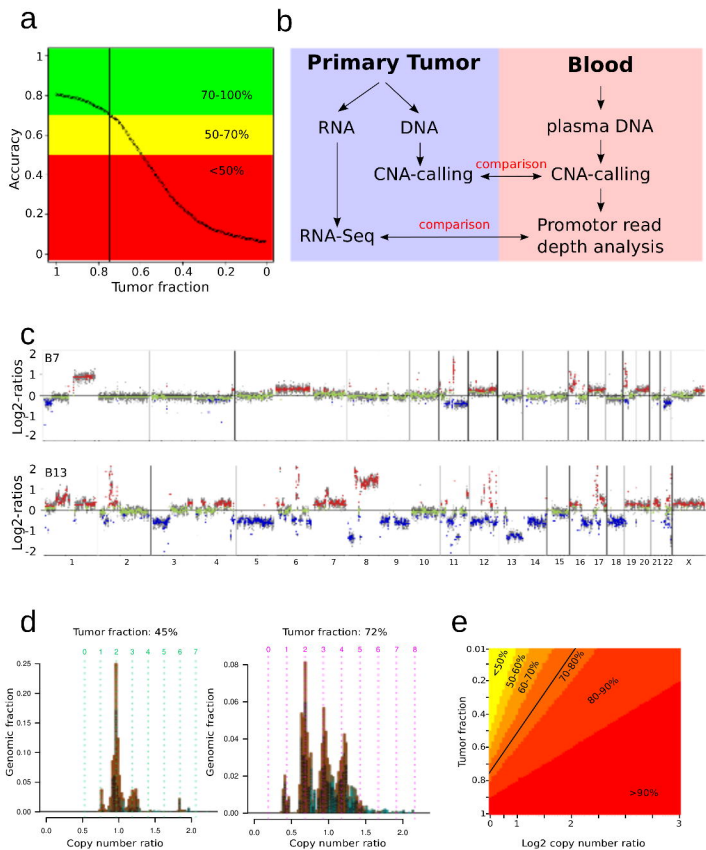 a
1
0.8
0.6
0.4
0.2
0
Accuracy
70-100%
50-70%
<50%
1 0.8 0.6 0.4 0.2 0
Tumor fraction
b
Primary Tumor
Blood
RNA DNA
plasma DNA
CNA-calling
comparison
CNA-calling
RNA-Seq
comparison
Promotor read
depth analysis
c
B7
Log2-ratios
2
1
0
-1
-2
B13
Log2-ratios
2
1
0
-1
-2
1 2 3 4 5 6 7 8 9 10 11 12 13 14 15 16 17 18 19 20 21 22 X
d
Tumor fraction: 45%
0 1 2 3 4 5 6 7
Genomic fraction
0.25
0.20
0.15
0.10
0.05
0.00
0.0 0.5 1.0 1.5 2.0
Copy number ratio
Tumor fraction: 72%
0 1 2 3 4 5 6 7 8
Genomic fraction
0.08
0.06
0.04
0.02
0.00
0.0 0.5 1.0 1.5 2.0
Copy number ratio
e
Tumor fraction
0.01
0.2
0.4
0.6
0.8
1
<50%
50-60%
60-70%
70-80%
80-90%
>90%
0 1 2 3
Log2 copy number ratio